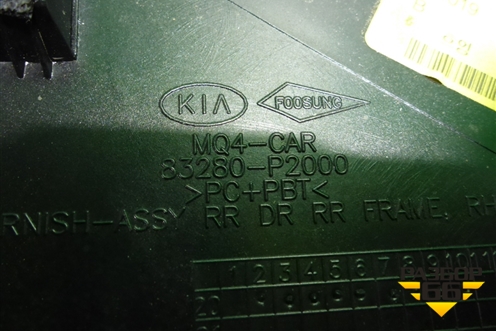 KIA FOOSUNG
MQ4-CAR
83280-P2000
>PC+PBT<
RNISH-ASSY RR DR RR FRAME, RH
1 2 3 4 5 6 7 8 9 10 11
20